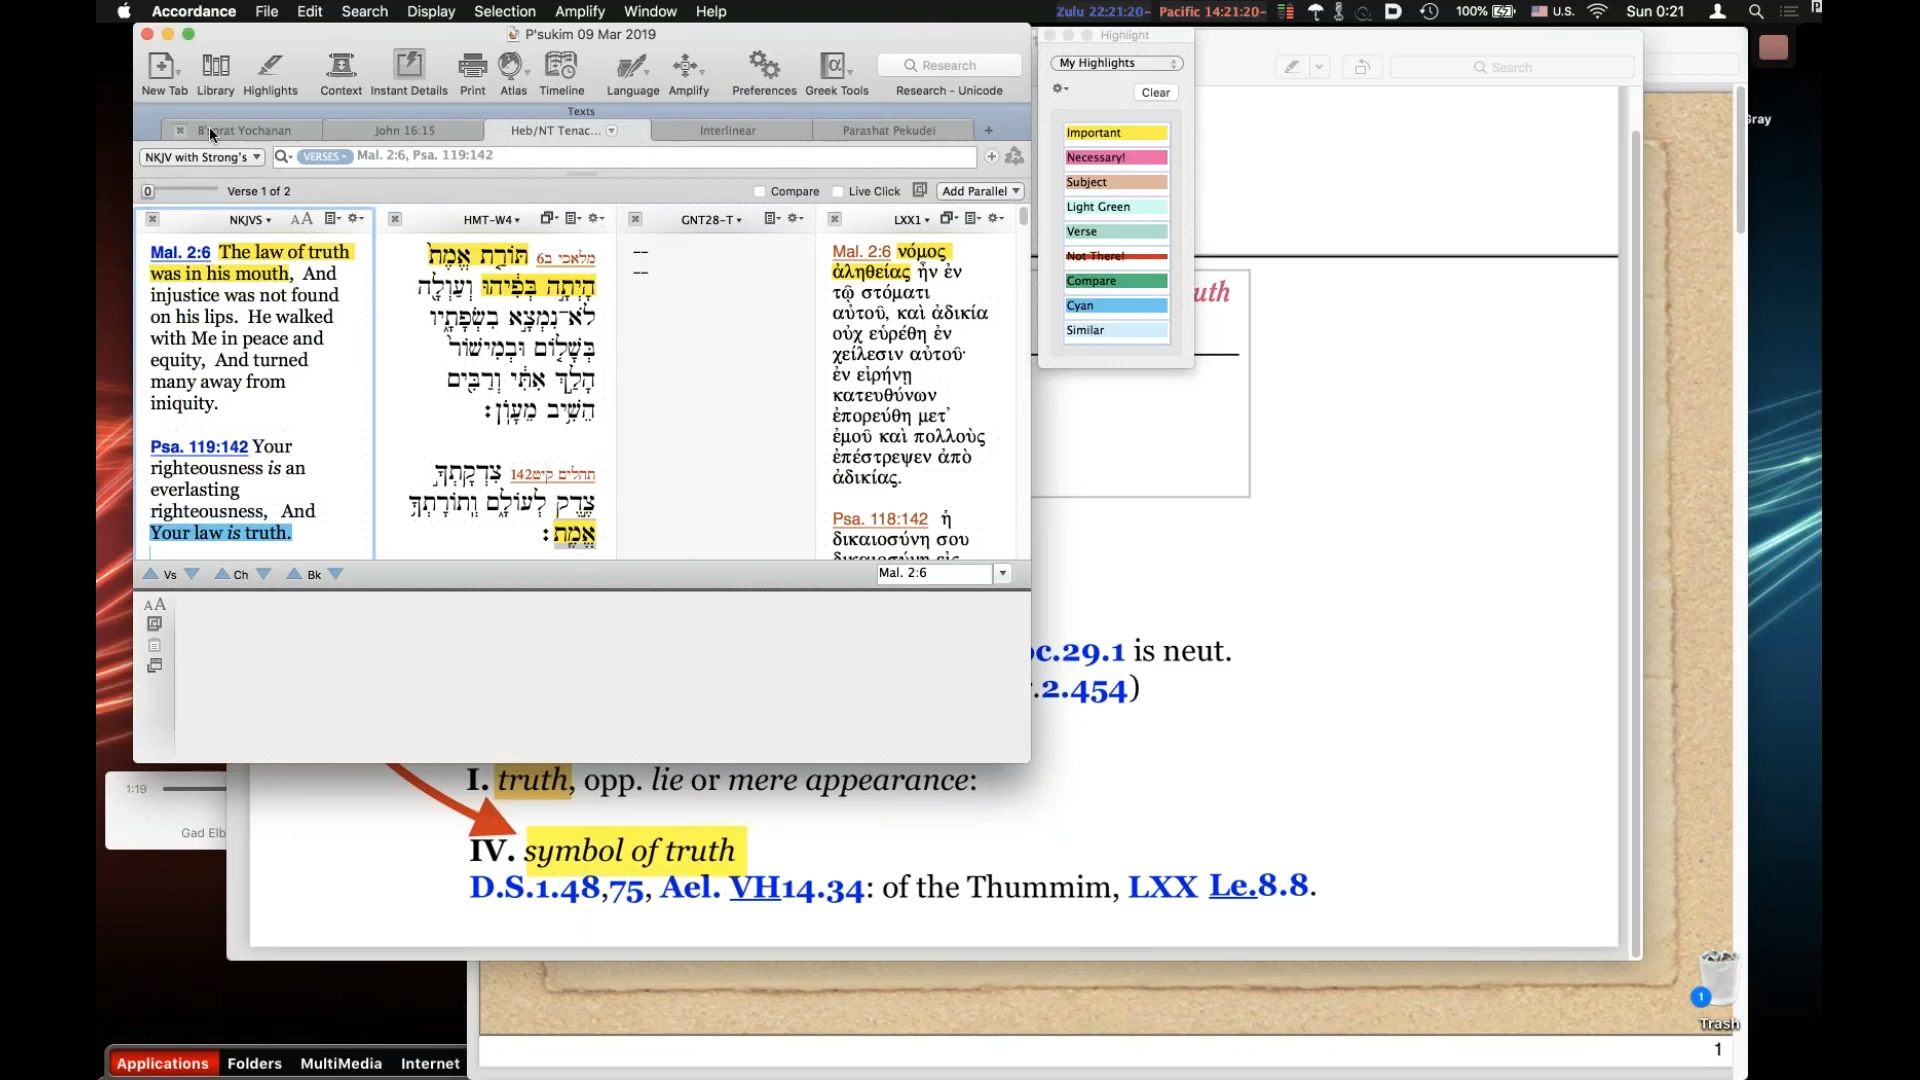 Accordance File Edit Search Display Selection Amplify Window Help
Zulu 22:21:20- Pacific 14:21:20- 100% U.S. Sun 0:21
P'sukim 09 Mar 2019
New Tab Library Highlights Context Instant Details Print Atlas Timeline Language Amplify Preferences Greek Tools
Research
Research - Unicode
Texts
John 16:15 Heb/NT Tenac... Interlinear Parashat Pekudei
NKJV with Strong's VERSES Mal. 2:6, Psa. 119:142
0 Verse 1 of 2 Compare Live Click Add Parallel
NKJVS
Mal. 2:6 The law of truth
was in his mouth, And
injustice was not found
on his lips. He walked
with Me in peace and
equity, And turned
many away from
iniquity.
Psa. 119:142 Your
righteousness is an
everlasting
righteousness, And
Your law is truth.
HMT-W4
מלאכי ב6 תּוֹרַ֤ת אֱמֶת֙
הָיְתָ֣ה בְּפִ֔יהוּ וְעַוְלָ֖ה
לֹא־נִמְצָ֣א בִשְׂפָתָ֑יו
בְּשָׁל֤וֹם וּבְמִישׁוֹר֙
הָלַ֣ךְ אִתִּ֔י וְרַבִּ֖ים
הֵשִׁ֥יב מֵעָוֺֽן׃
תהלים קיט142 צִדְקָתְךָ֣
צֶ֣דֶק לְעוֹלָ֑ם וְֽתוֹרָתְךָ֥
אֱמֶֽת׃
GNT28-T
--
--
LXX1
Mal. 2:6 νόμος
ἀληθείας ἦν ἐν
τῷ στόματι
αὐτοῦ, καὶ ἀδικία
οὐχ εὑρέθη ἐν
χείλεσιν αὐτοῦ·
ἐν εἰρήνῃ
κατευθύνων
ἐπορεύθη μετ’
ἐμοῦ καὶ πολλοὺς
ἐπέστρεψεν ἀπὸ
ἀδικίας.
Psa. 118:142 ἡ
δικαιοσύνη σου
Vs Ch Bk Mal. 2:6
Highlight
My Highlights
Clear
Important
Necessary!
Subject
Light Green
Verse
Not There!
Compare
Cyan
Similar
Search
uth
Gray
c.29.1 is neut.
.2.454)
I. truth, opp. lie or mere appearance:
IV. symbol of truth
D.S.1.48,75, Ael. VH14.34: of the Thummim, LXX Le.8.8.
1:19
Gad Elb
1
Trash
1
Applications Folders MultiMedia Internet